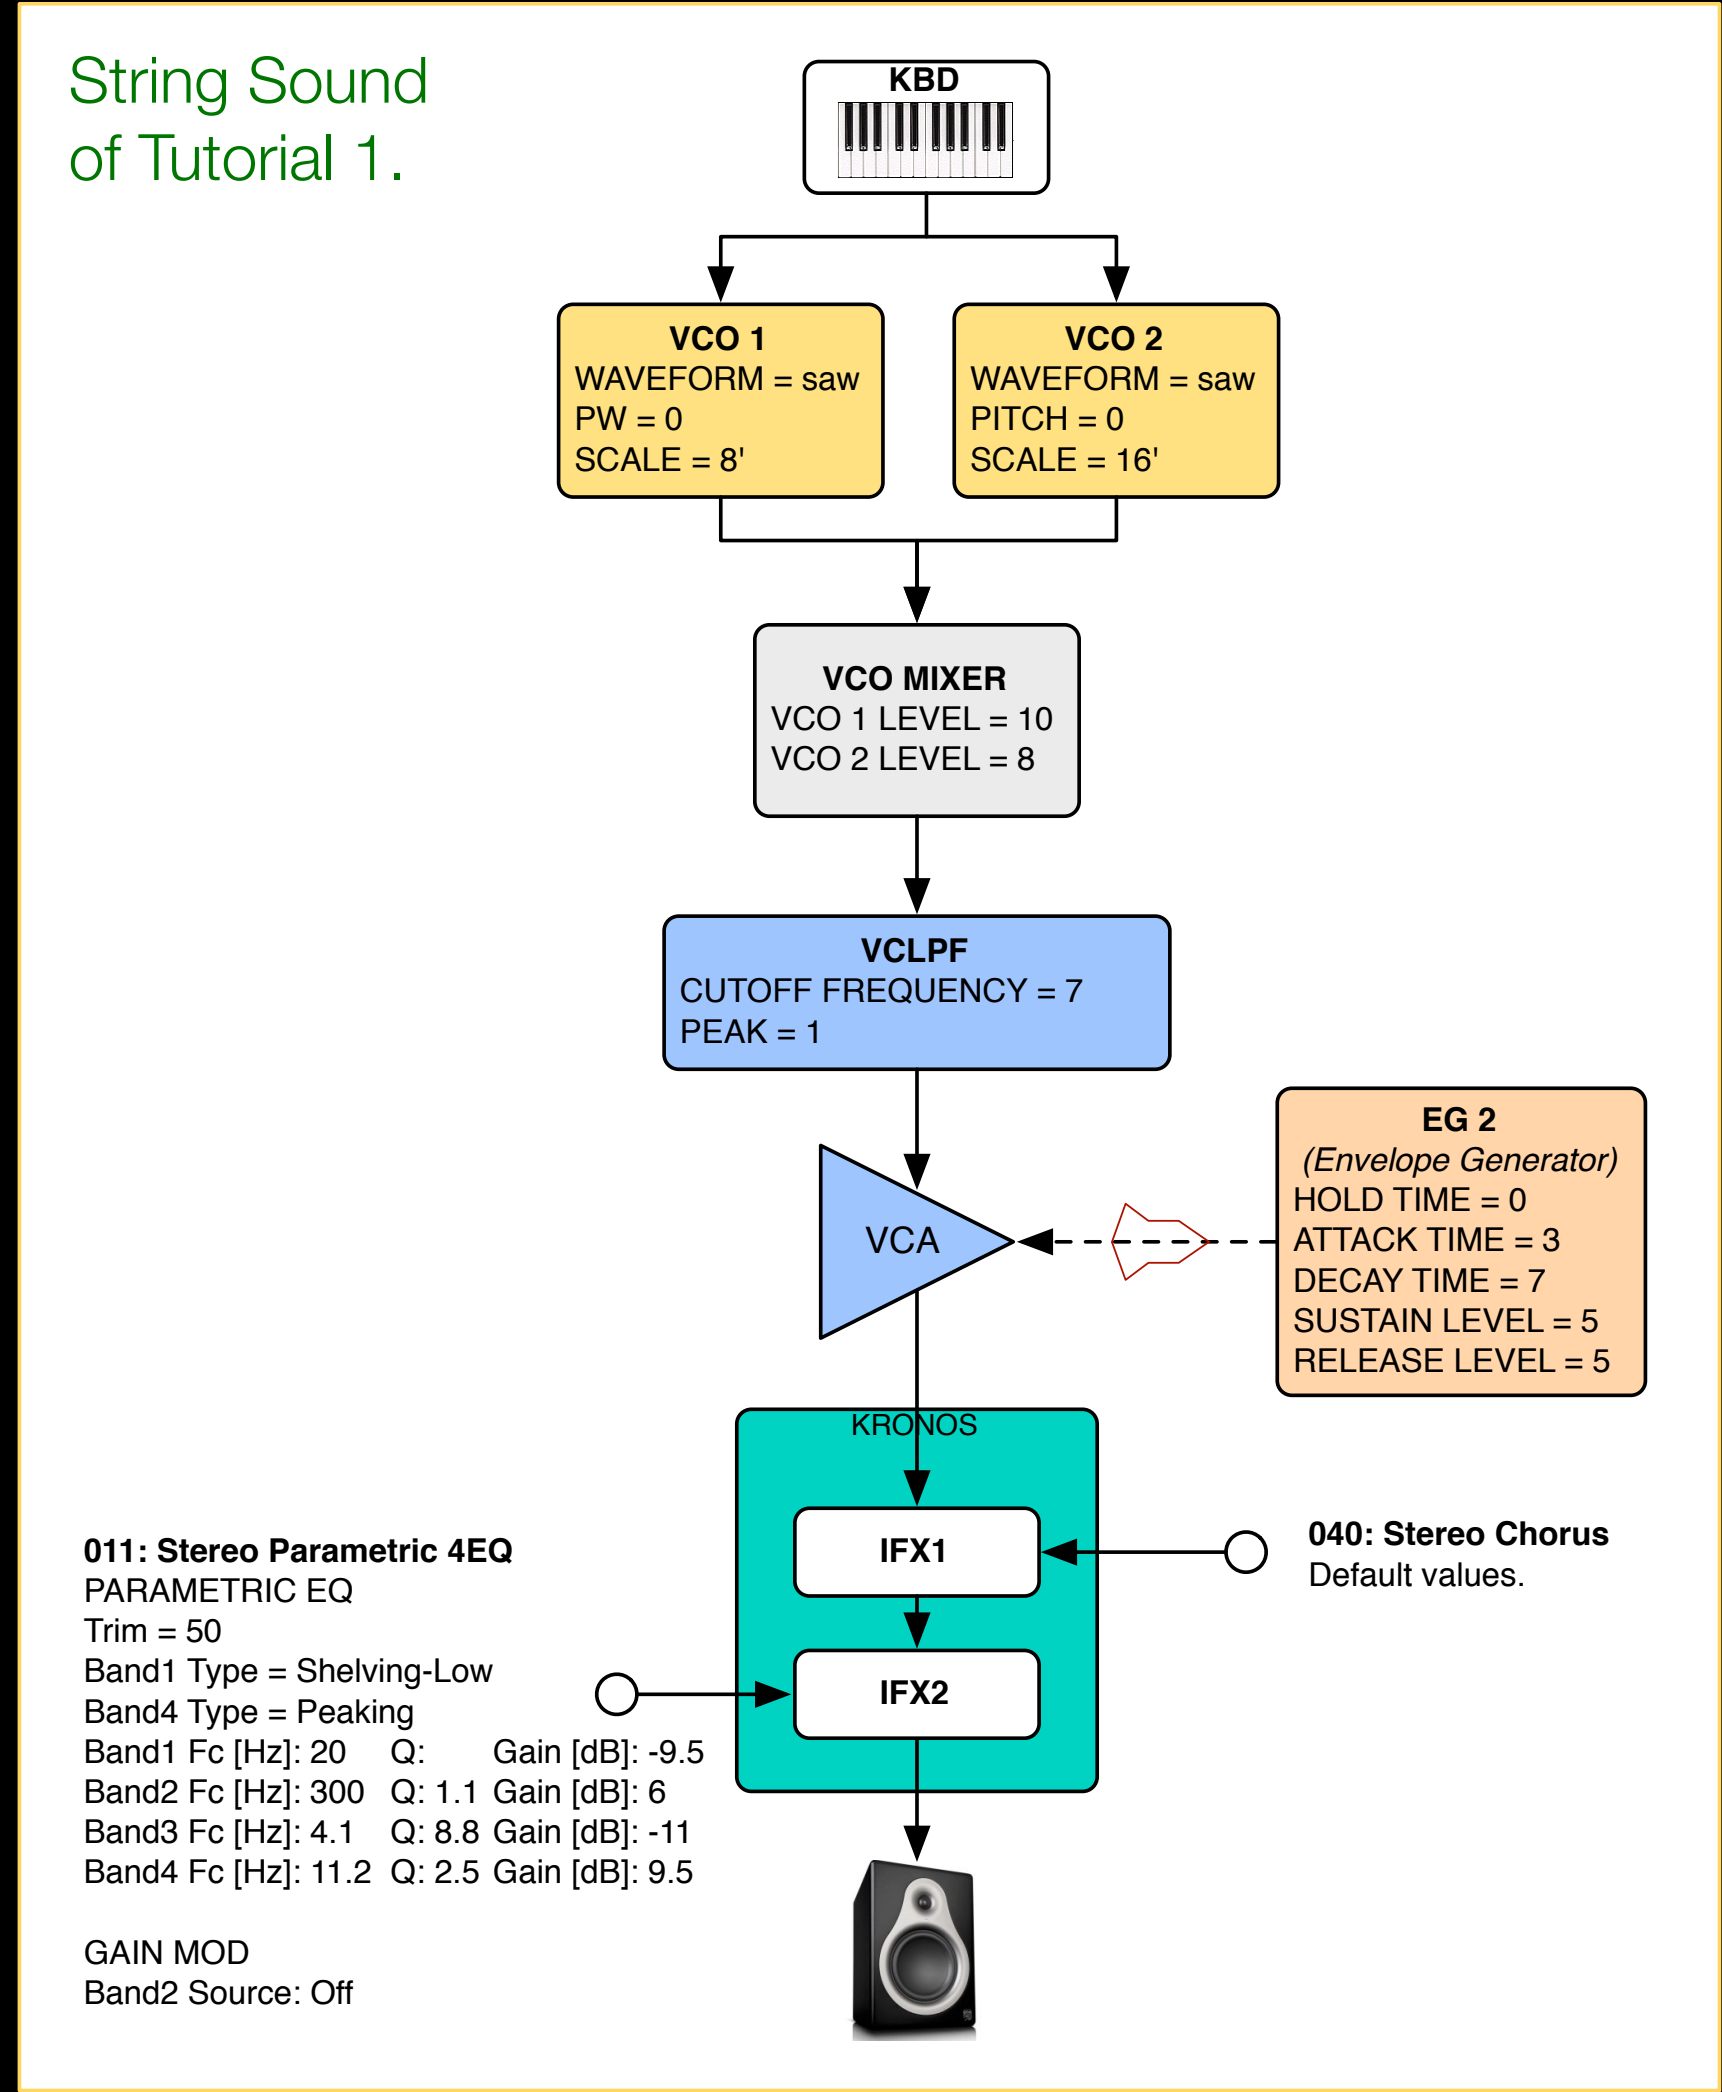 String Sound
of Tutorial 1.
KBD
VCO 1
WAVEFORM = saw
PW = 0
SCALE = 8'
VCO 2
WAVEFORM = saw
PITCH = 0
SCALE = 16'
VCO MIXER
VCO 1 LEVEL = 10
VCO 2 LEVEL = 8
VCLPF
CUTOFF FREQUENCY = 7
PEAK = 1
VCA
EG 2
(Envelope Generator)
HOLD TIME = 0
ATTACK TIME = 3
DECAY TIME = 7
SUSTAIN LEVEL = 5
RELEASE LEVEL = 5
KRONOS
IFX1
IFX2
040: Stereo Chorus
Default values.
011: Stereo Parametric 4EQ
PARAMETRIC EQ
Trim = 50
Band1 Type = Shelving-Low
Band4 Type = Peaking
Band1 Fc [Hz]: 20 Q: Gain [dB]: -9.5
Band2 Fc [Hz]: 300 Q: 1.1 Gain [dB]: 6
Band3 Fc [Hz]: 4.1 Q: 8.8 Gain [dB]: -11
Band4 Fc [Hz]: 11.2 Q: 2.5 Gain [dB]: 9.5
GAIN MOD
Band2 Source: Off